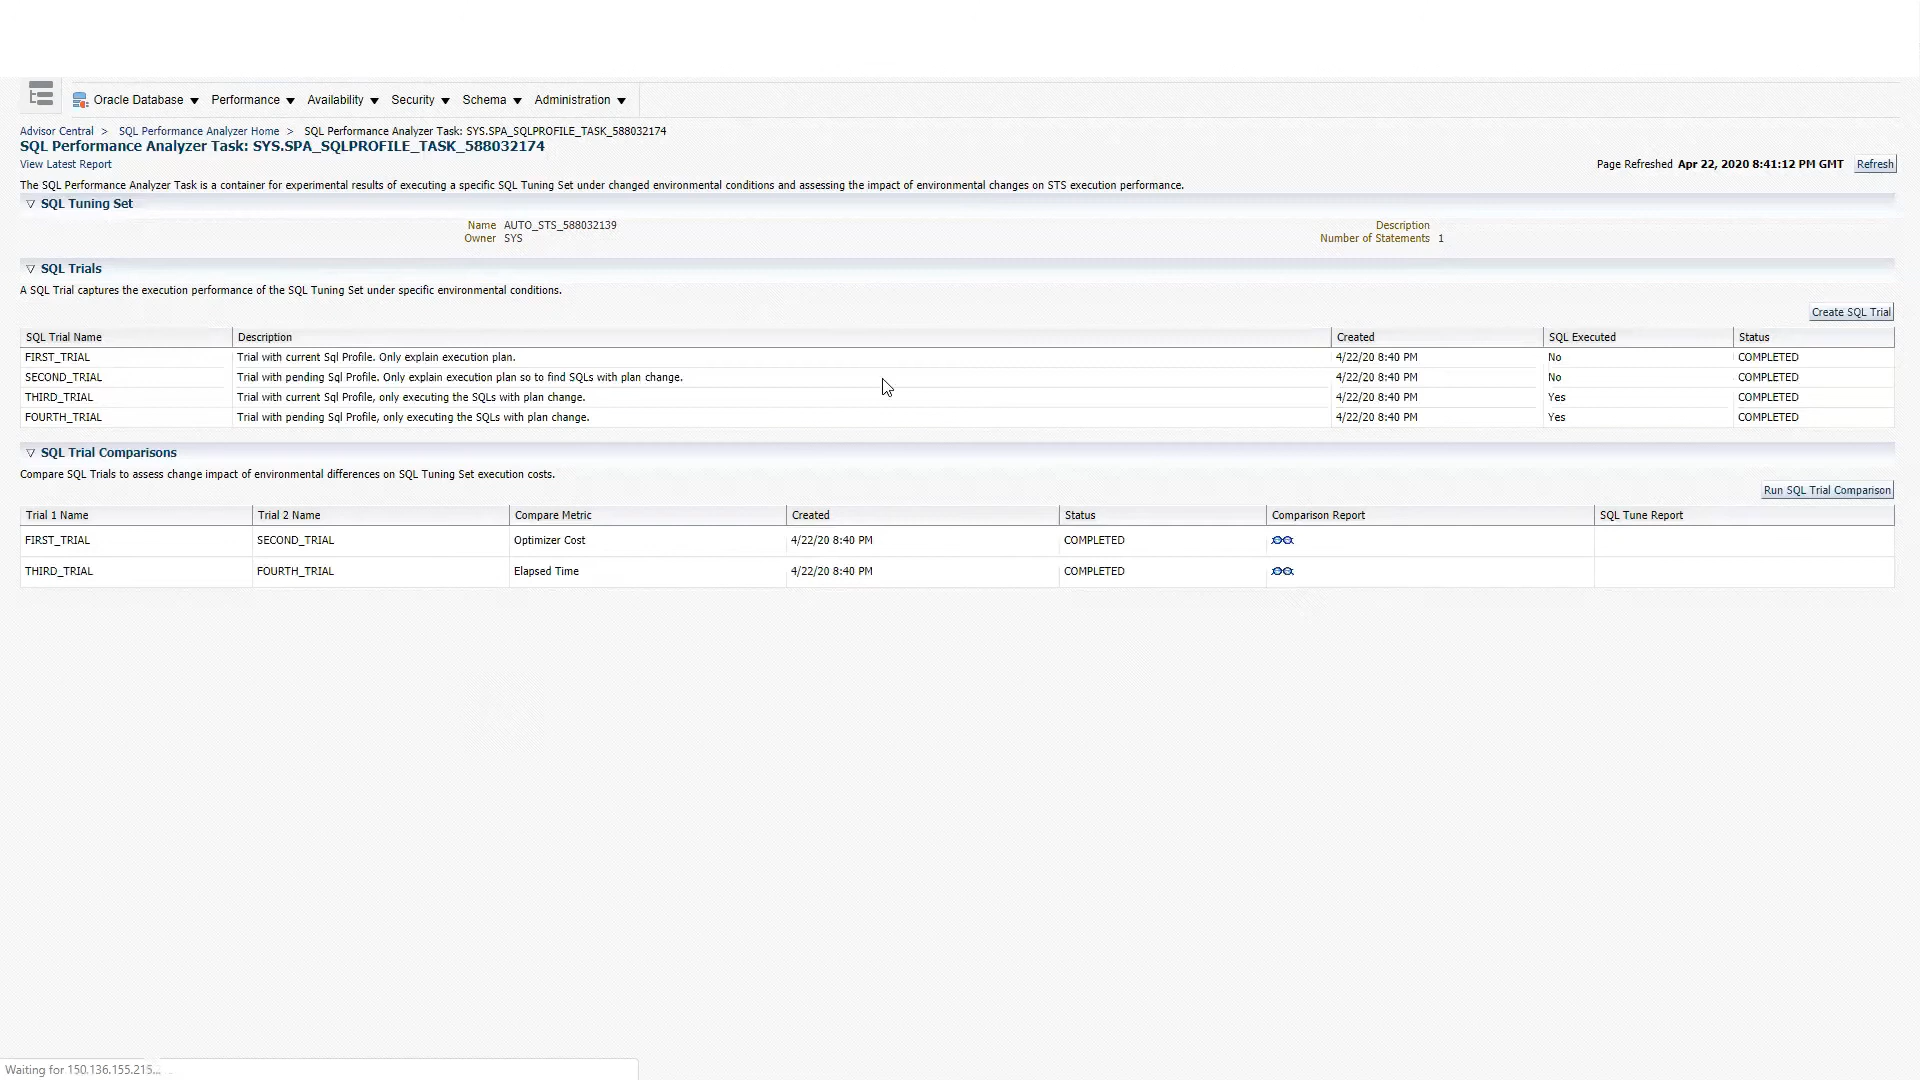 Oracle Database Performance Availability Security Schema Administration
Advisor Central > SQL Performance Analyzer Home > SQL Performance Analyzer Task: SYS.SPA_SQLPROFILE_TASK_588032174
SQL Performance Analyzer Task: SYS.SPA_SQLPROFILE_TASK_588032174
View Latest Report Page Refreshed Apr 22, 2020 8:41:12 PM GMT Refresh
The SQL Performance Analyzer Task is a container for experimental results of executing a specific SQL Tuning Set under changed environmental conditions and assessing the impact of environmental changes on STS execution performance.
SQL Tuning Set
Name AUTO_STS_588032139 Description
Owner SYS Number of Statements 1
SQL Trials
A SQL Trial captures the execution performance of the SQL Tuning Set under specific environmental conditions.
Create SQL Trial
SQL Trial Name Description Created SQL Executed Status
FIRST_TRIAL Trial with current Sql Profile. Only explain execution plan. 4/22/20 8:40 PM No COMPLETED
SECOND_TRIAL Trial with pending Sql Profile. Only explain execution plan so to find SQLs with plan change. 4/22/20 8:40 PM No COMPLETED
THIRD_TRIAL Trial with current Sql Profile, only executing the SQLs with plan change. 4/22/20 8:40 PM Yes COMPLETED
FOURTH_TRIAL Trial with pending Sql Profile, only executing the SQLs with plan change. 4/22/20 8:40 PM Yes COMPLETED
SQL Trial Comparisons
Compare SQL Trials to assess change impact of environmental differences on SQL Tuning Set execution costs.
Run SQL Trial Comparison
Trial 1 Name Trial 2 Name Compare Metric Created Status Comparison Report SQL Tune Report
FIRST_TRIAL SECOND_TRIAL Optimizer Cost 4/22/20 8:40 PM COMPLETED
THIRD_TRIAL FOURTH_TRIAL Elapsed Time 4/22/20 8:40 PM COMPLETED
Waiting for 150.136.155.215...